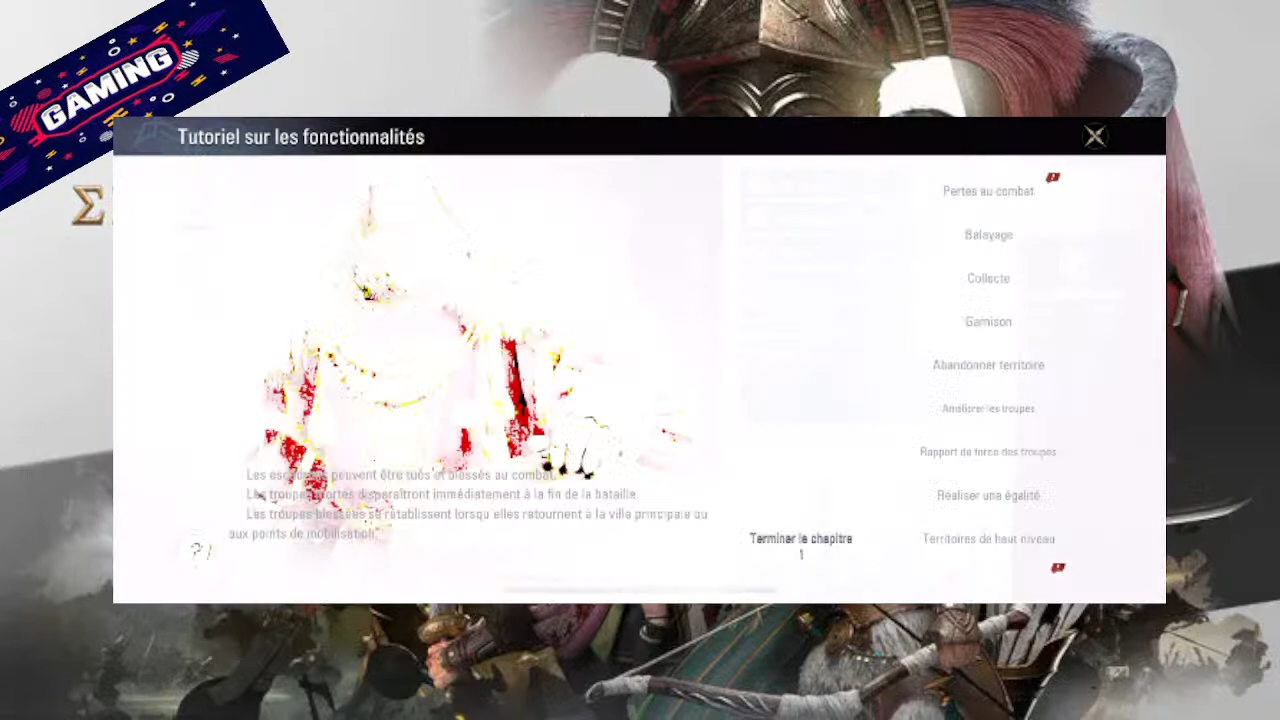 GAMING
Tutoriel sur les fonctionnalités
Σ
Pertes au combat
Balayage
Collecte
Garnison
Abandonner territoire
Améliorer les troupes
Rapport de force des troupes
Réaliser une égalité
Territoires de haut niveau
Les escouades peuvent être tués et blessés au combat.
Les troupes mortes disparaîtront immédiatement à la fin de la bataille.
Les troupes blessées se rétablissent lorsqu elles retournent à la ville principale ou
aux points de mobilisation.
Terminer le chapitre
1